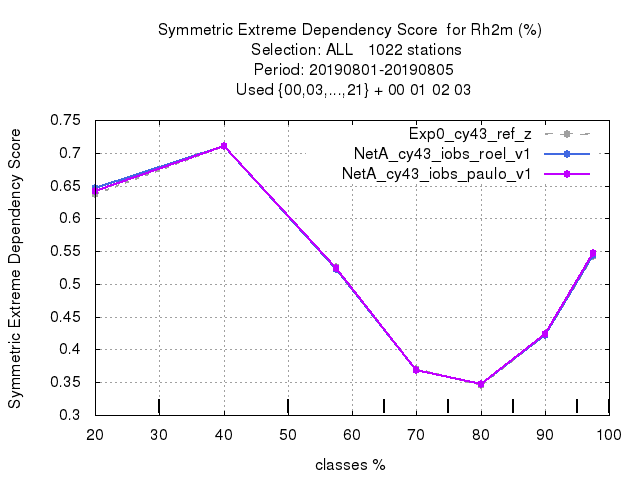 Symmetric Extreme Dependency Score for Rh2m (%)
Selection: ALL 1022 stations
Period: 20190801-20190805
Used {00,03,...,21} + 00 01 02 03
Symmetric Extreme Dependency Score
0.75
0.7
0.65
0.6
0.55
0.5
0.45
0.4
0.35
0.3
Exp0_cy43_ref_z
NetA_cy43_iobs_roel_v1
NetA_cy43_iobs_paulo_v1
20 30 40 50 60 70 80 90 100
classes %